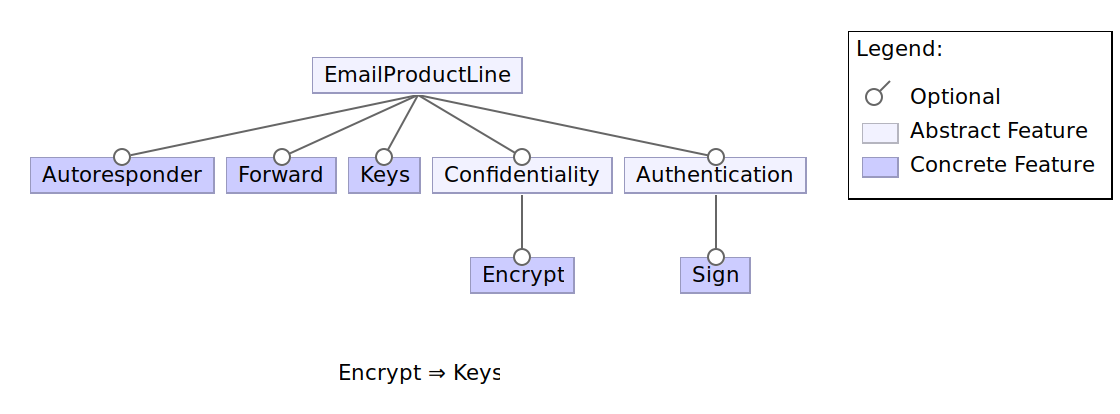 EmailProductLine
Autoresponder
Forward
Keys
Confidentiality
Authentication
Encrypt
Sign
Encrypt ⇒ Keys
Legend:
Optional
Abstract Feature
Concrete Feature